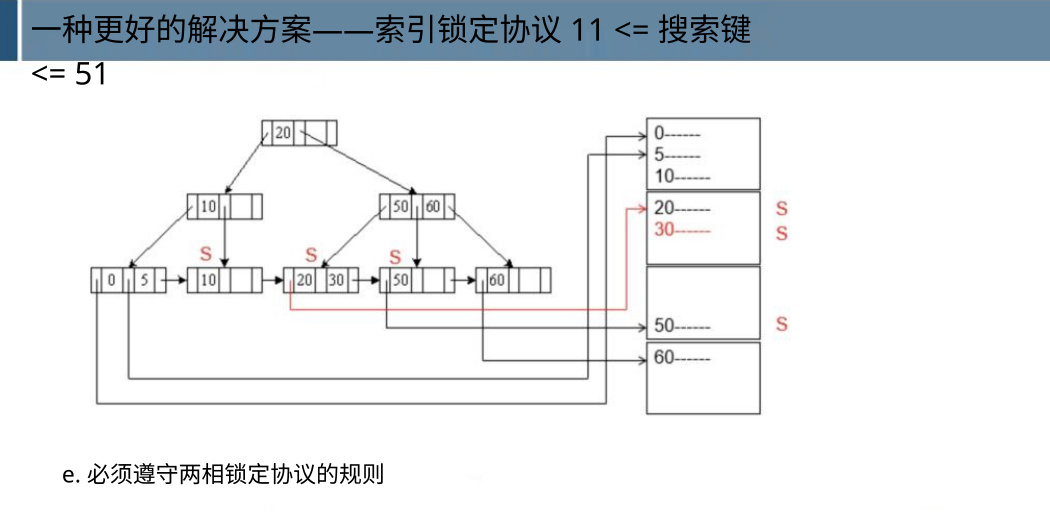 一种更好的解决方案——索引锁定协议 11 <= 搜索键
<= 51
20
0------
5------
10------
10
50 60
20------ S
30------ S
S S S
0 5 10 20 30 50 60
50------ S
60------
e. 必须遵守两相锁定协议的规则